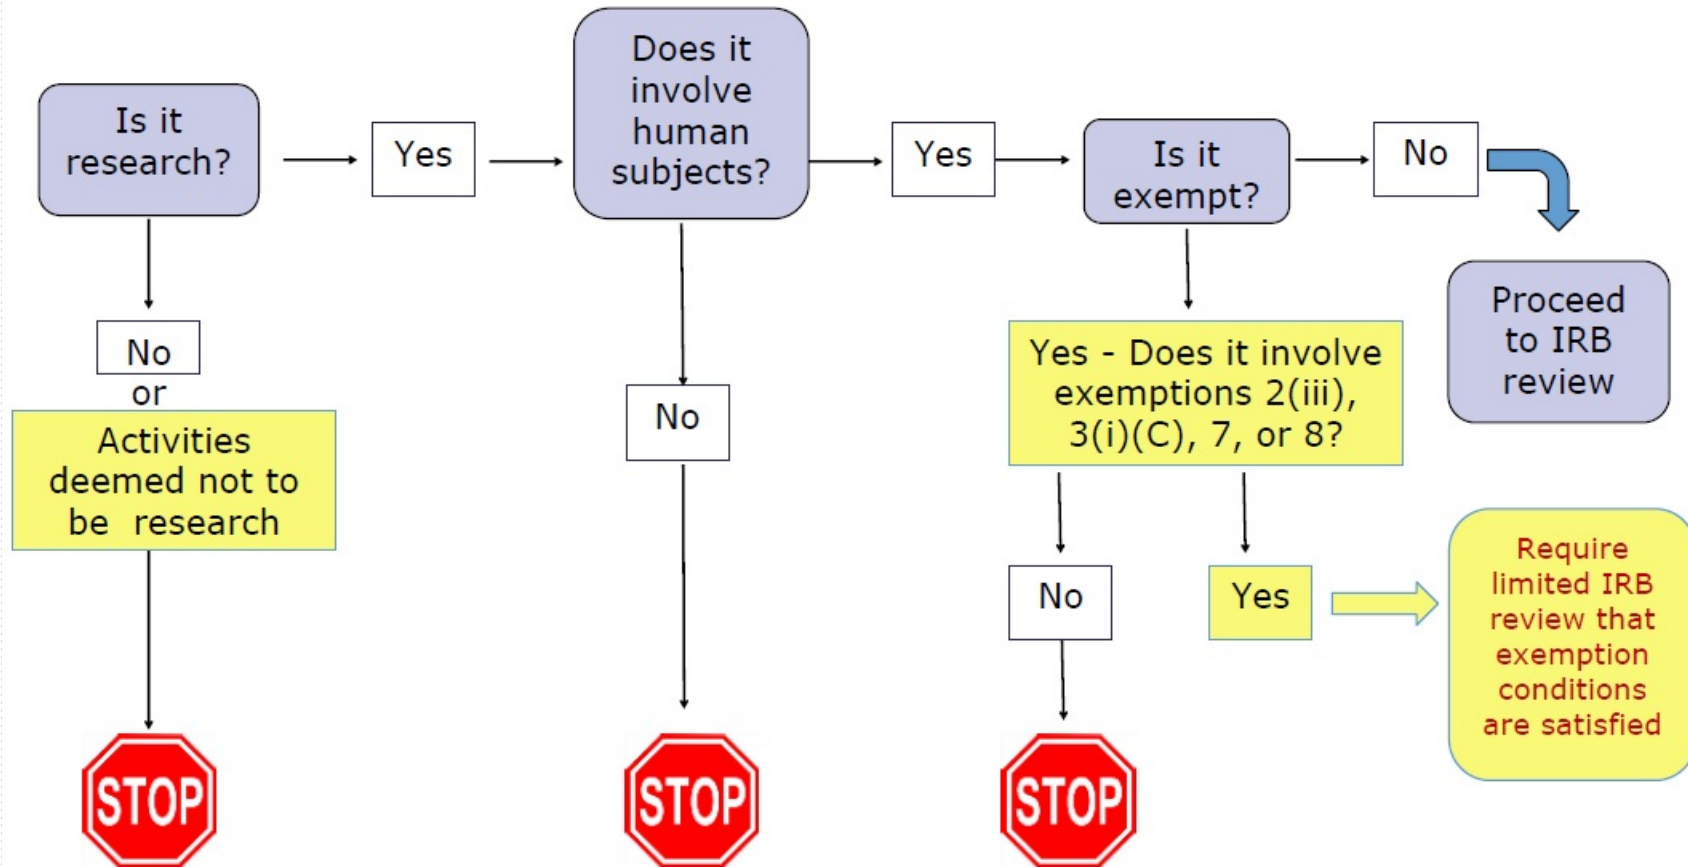 Is it
research?
Yes
Does it
involve
human
subjects?
Yes
Is it
exempt?
No
Proceed
to IRB
review
No
or
Activities
deemed not to
be research
No
Yes - Does it involve
exemptions 2(iii),
3(i)(C), 7, or 8?
No
Yes
Require
limited IRB
review that
exemption
conditions
are satisfied
STOP
STOP
STOP